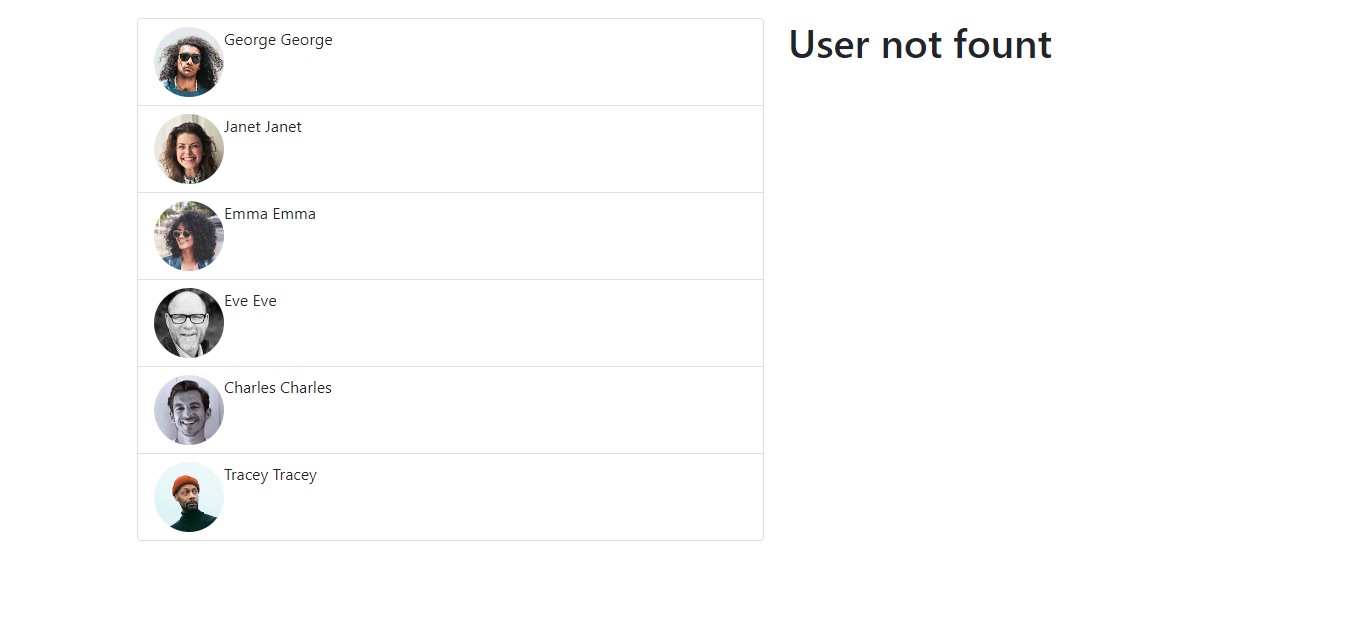 George George
Janet Janet
Emma Emma
Eve Eve
Charles Charles
Tracey Tracey
User not fount